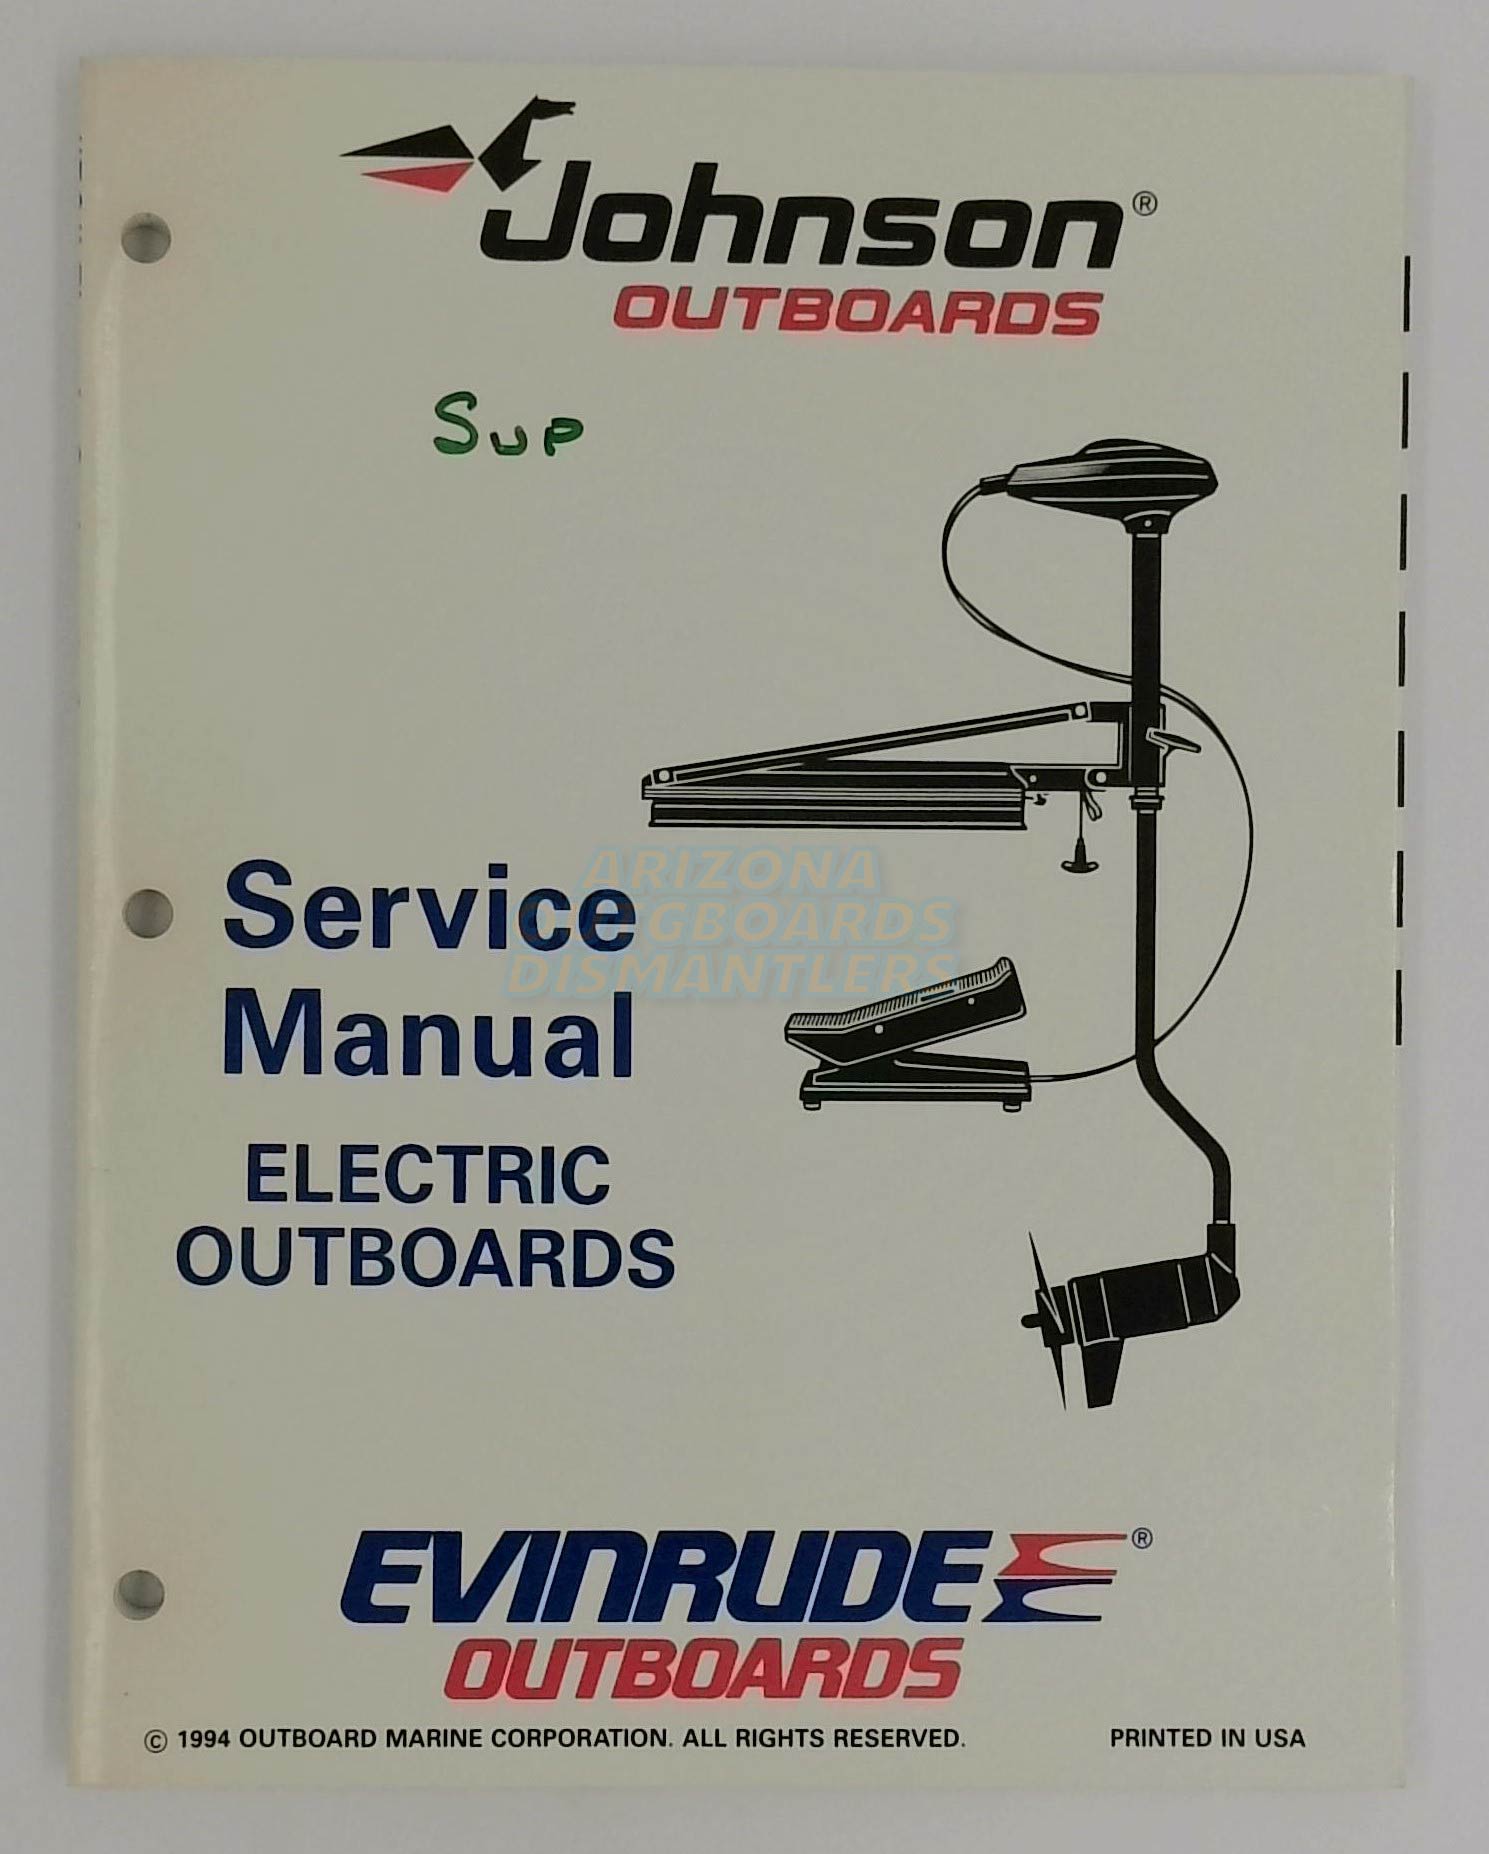 Johnson®
OUTBOARDS
Sup
ARIZONA
OUTBOARDS
DISMANTLERS
Service
Manual
ELECTRIC
OUTBOARDS
EVINRUDE®
OUTBOARDS
© 1994 OUTBOARD MARINE CORPORATION. ALL RIGHTS RESERVED. PRINTED IN USA